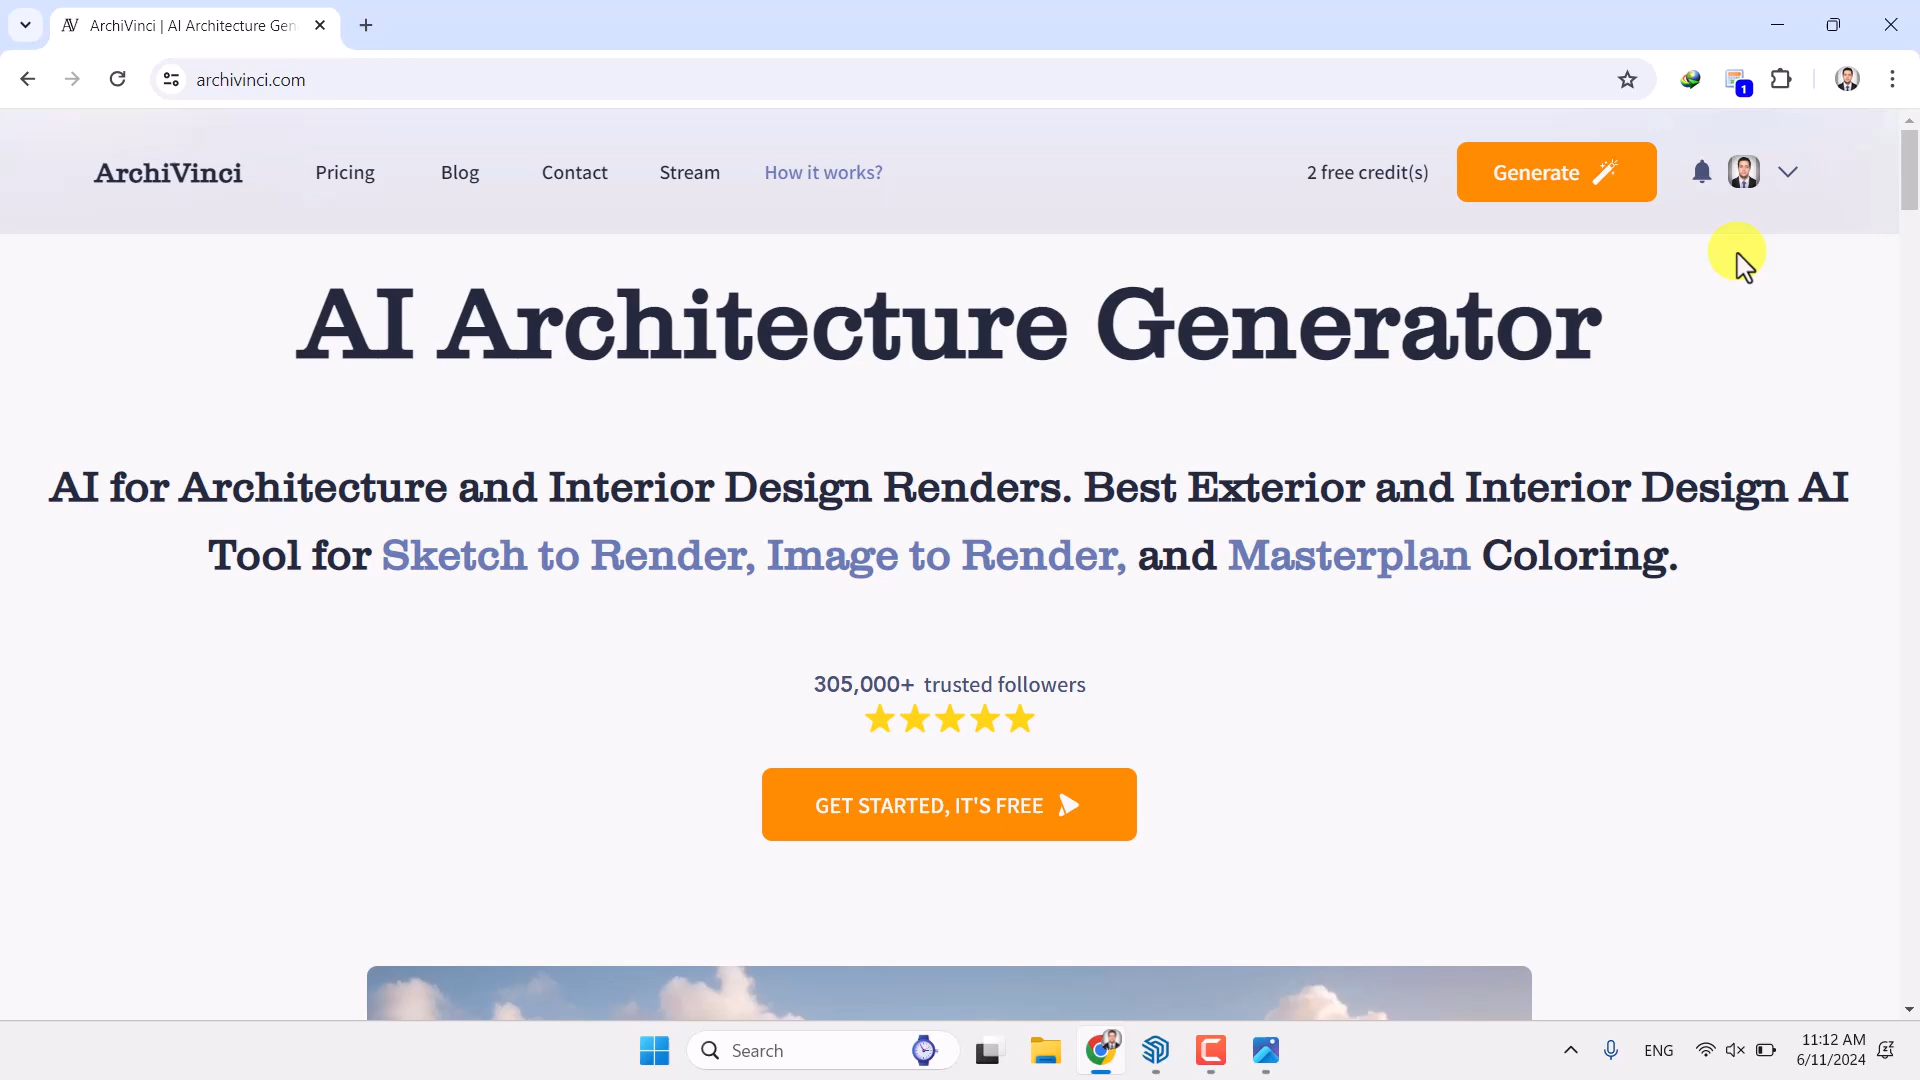 ArchiVinci | AI Architecture Gen
archivinci.com
1
ArchiVinci
Pricing
Blog
Contact
Stream
How it works?
2 free credit(s)
Generate
AI Architecture Generator
AI for Architecture and Interior Design Renders. Best Exterior and Interior Design AI
Tool for Sketch to Render, Image to Render, and Masterplan Coloring.
305,000+ trusted followers
GET STARTED, IT'S FREE
Search
ENG
11:12 AM
6/11/2024